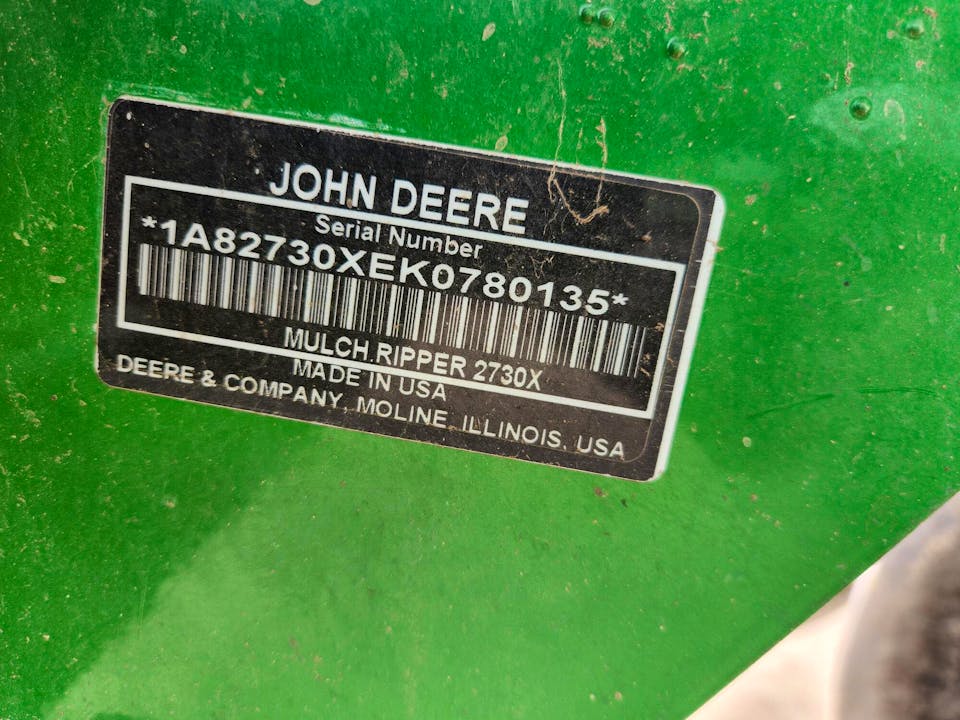 JOHN DEERE
Serial Number
*1A82730XEK0780135*
MULCH RIPPER 2730X
MADE IN USA
DEERE & COMPANY, MOLINE, ILLINOIS, USA